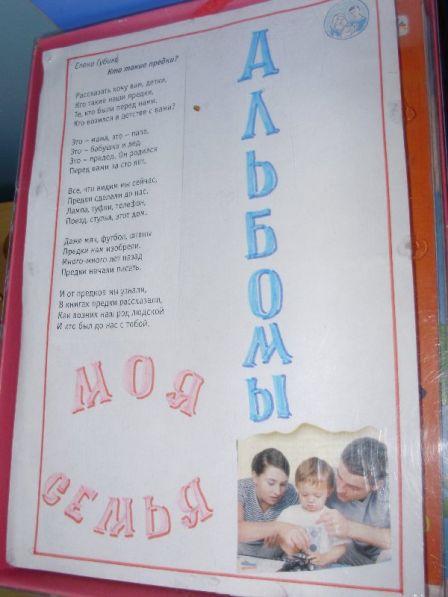 Елена Губина
Кто такие предки?
Рассказать хочу вам, детки,
Кто такие наши предки,
Те, кто были перед нами,
Кто возился в детстве с вами?
Это – мама, это – папа,
Это – бабушка и дед,
Это – прадед. Он родился
Перед вами за сто лет.
Все, что видим мы сейчас,
Предки сделали до нас.
Лампа, туфли, телефон,
Поезд, стулья, этот дом.
Даже мяч, футбол, штаны
Предки нам изобрели.
Много-много лет назад
Предки начали писать.
И от предков мы узнали,
В книгах предки рассказали,
Как возник наш род людской
И кто был до нас с тобой.
АЛЬБОМЫ
МОЯ
СЕМЬЯ